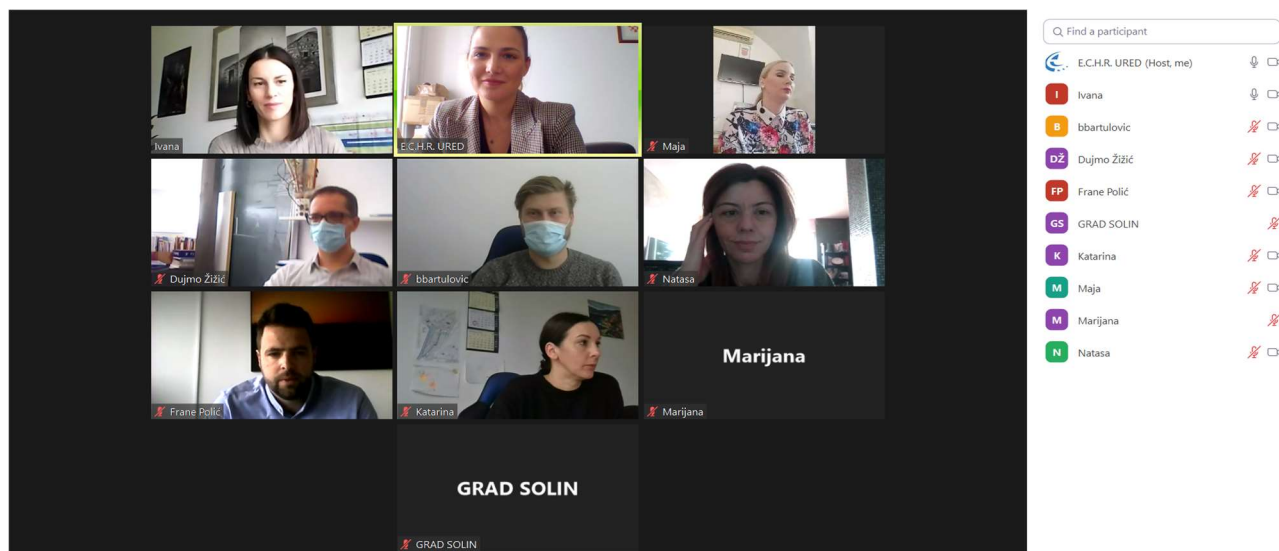 Ivana
E.C.H.R. URED
Maja
Dujmo Žižić
bbartulovic
Natasa
Frane Polić
Katarina
Marijana
Marijana
GRAD SOLIN
GRAD SOLIN
Find a participant
E.C.H.R. URED (Host, me)
I Ivana
B bbartulovic
DŽ Dujmo Žižić
FP Frane Polić
GS GRAD SOLIN
K Katarina
M Maja
M Marijana
N Natasa